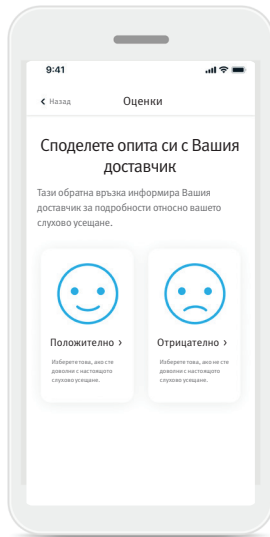 9:41
Назад
Оценки
Споделете опита си с Вашия
доставчик
Тази обратна връзка информира Вашия
доставчик за подробности относно вашето
слухово усещане.
Положително ›
Отрицателно ›
Изберете това, ако сте
доволни с настоящото
слухово усещане.
Изберете това, ако не сте
доволни с настоящото
слухово усещане.